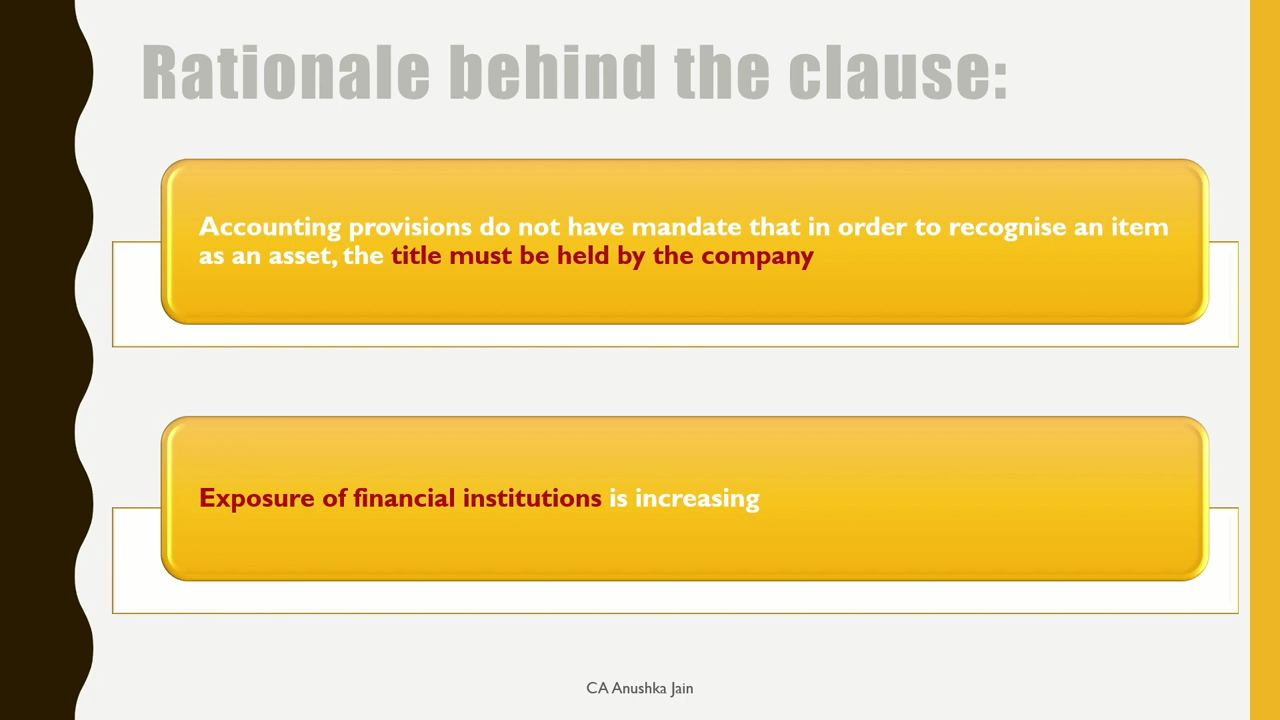 Rationale behind the clause:
Accounting provisions do not have mandate that in order to recognise an item
as an asset, the title must be held by the company
Exposure of financial institutions is increasing
CA Anushka Jain